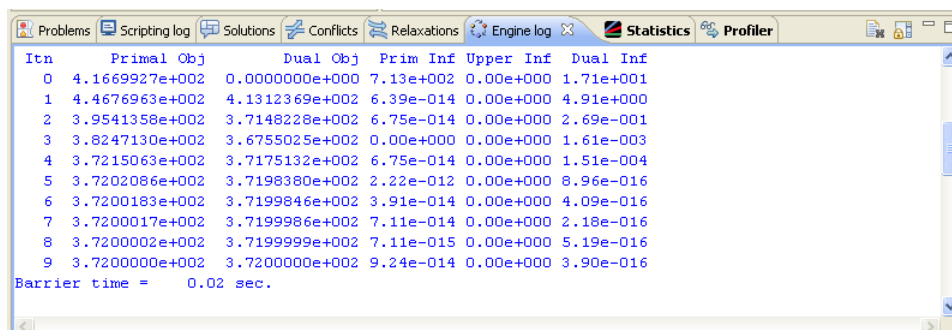 Problems Scripting log Solutions Conflicts Relaxations Engine log Statistics Profiler
Itn Primal Obj Dual Obj Prim Inf Upper Inf Dual Inf
0 4.1669927e+002 0.0000000e+000 7.13e+002 0.00e+000 1.71e+001
1 4.4676963e+002 4.1312369e+002 6.39e-014 0.00e+000 4.91e+000
2 3.9541358e+002 3.7148228e+002 6.75e-014 0.00e+000 2.69e-001
3 3.8247130e+002 3.6755025e+002 0.00e+000 0.00e+000 1.61e-003
4 3.7215063e+002 3.7175132e+002 6.75e-014 0.00e+000 1.51e-004
5 3.7202086e+002 3.7198380e+002 2.22e-012 0.00e+000 8.96e-016
6 3.7200183e+002 3.7199846e+002 3.91e-014 0.00e+000 4.09e-016
7 3.7200017e+002 3.7199986e+002 7.11e-014 0.00e+000 2.18e-016
8 3.7200002e+002 3.7199999e+002 7.11e-015 0.00e+000 5.19e-016
9 3.7200000e+002 3.7200000e+002 9.24e-014 0.00e+000 3.90e-016
Barrier time = 0.02 sec.